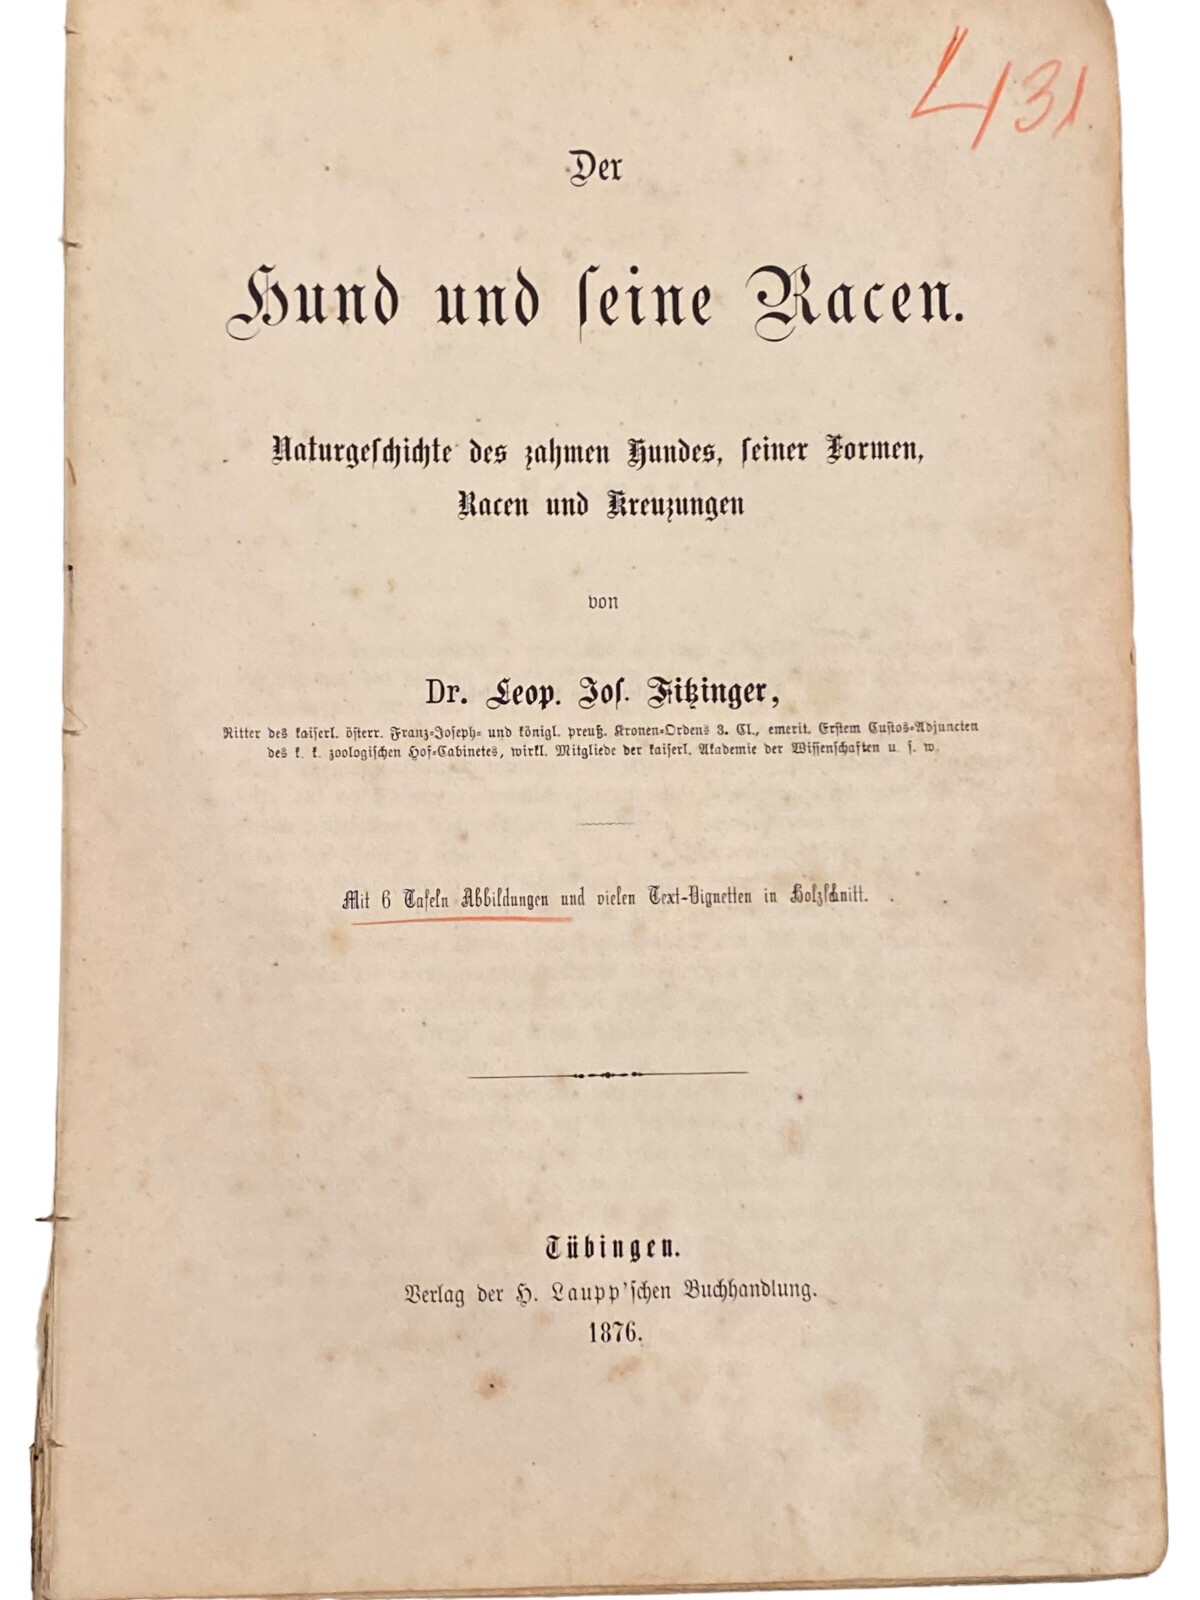 431.
Der
Hund und ſeine Racen.
Naturgeſchichte des zahmen Hundes, ſeiner Formen,
Racen und Kreuzungen
von
Dr. Leop. Joſ. Fitzinger,
Ritter des kaiſerl. öſterr. Franz-Joſeph- und königl. preuß. Kronen-Ordens 3. Cl., emerit. Erſtem Cuſtos-Adjuncten
des k. k. zoologiſchen Hof-Cabinetes, wirkl. Mitgliede der kaiſerl. Akademie der Wiſſenſchaften u. ſ. w.
Mit 6 Tafeln Abbildungen und vielen Text-Vignetten in Holzſchnitt.
Tübingen.
Verlag der H. Laupp'ſchen Buchhandlung.
1876.